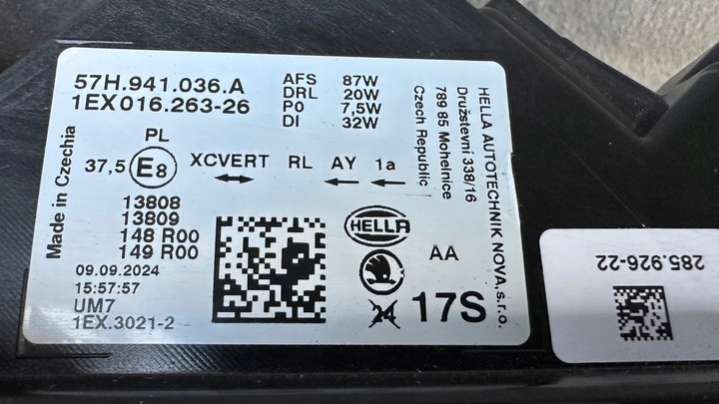 57H.941.036.A
1EX 016.263-26
AFS 87W
DRL 20W
PO 7,5W
DI 32W
PL
37,5 E8 XCVERT RL AY 1a
13808
13809
148 R00
149 R00
09.09.2024
15:57:57
UM7
1EX.3021-2
Made in Czechia
HELLA
AA
24 17S
HELLA AUTOTECHNIK NOVA,s.r.o.
Družstevní 338/16
789 85 Mohelnice
Czech Republic
285.926-22